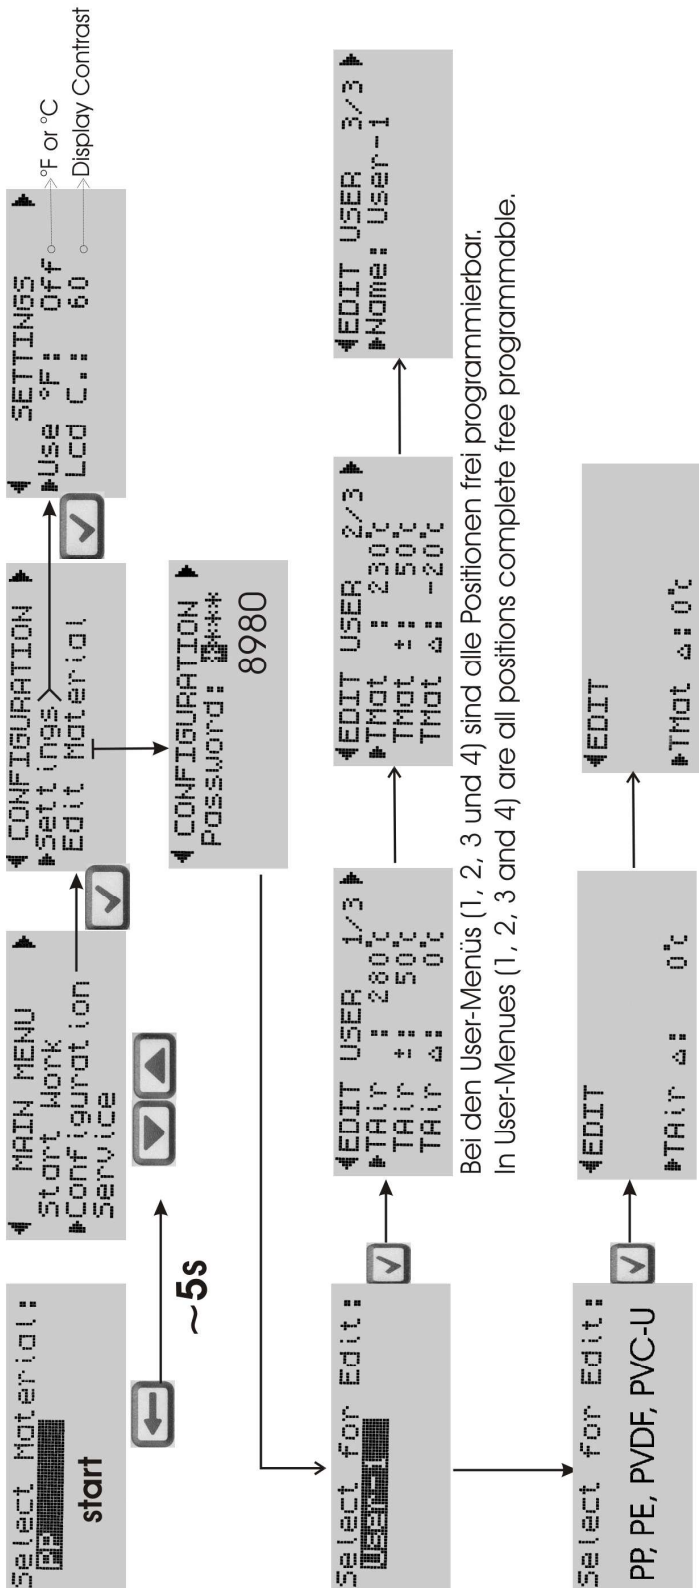 Select Material:
PP
start
~5s
MAIN MENU
Start Work
Configuration
Service
CONFIGURATION
Settings
Edit Material
SETTINGS
Use °F: Off
Lcd C.: 60
°F or °C
Display Contrast
CONFIGURATION
Password: ****
8980
Select for Edit:
User-1
EDIT USER 1/3
TAir : 280°C
TAir ±: 50°C
TAir Δ: 0°C
EDIT USER 2/3
TMat : 230°C
TMat ±: 50°C
TMat Δ: -20°C
EDIT USER 3/3
Name: User-1
Bei den User-Menüs (1, 2, 3 und 4) sind alle Positionen frei programmierbar.
In User-Menues (1, 2, 3 and 4) are all positions complete free programmable.
Select for Edit:
PP, PE, PVDF, PVC-U
EDIT
TAir Δ: 0°C
EDIT
TMat Δ: 0°C